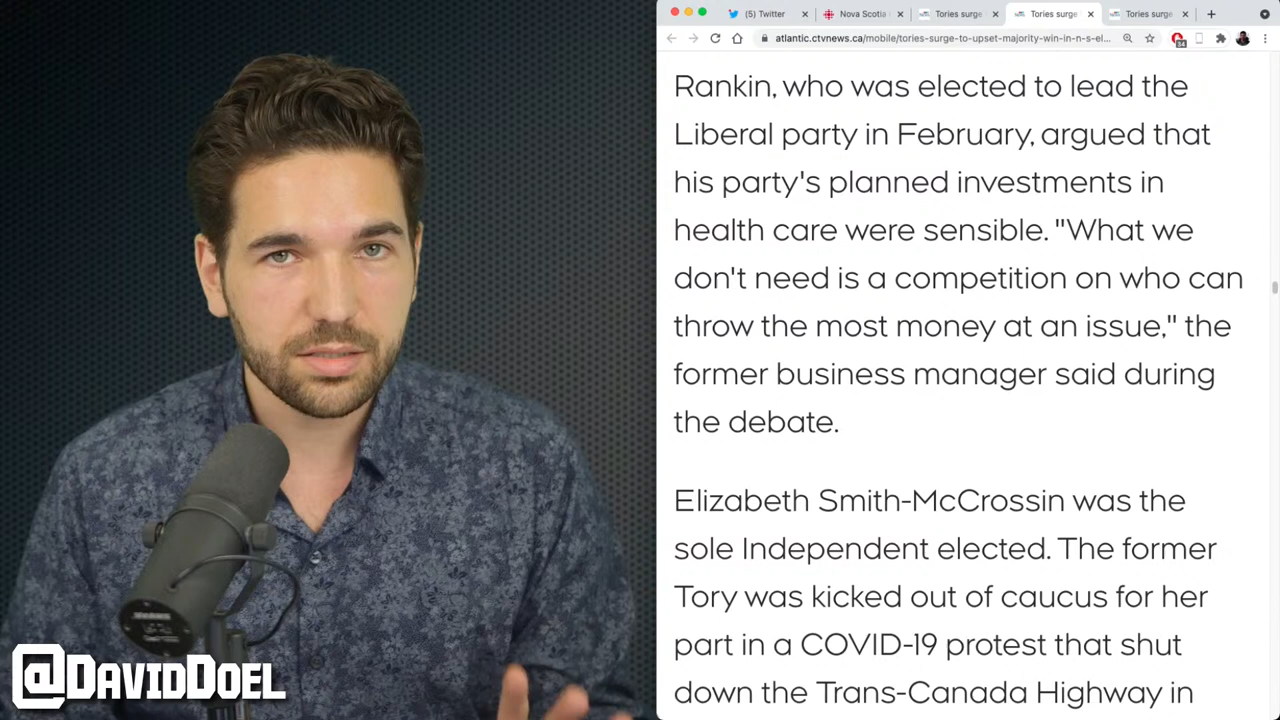 (5) Twitter
Nova Scotia
Tories surge
Tories surge
Tories surge
atlantic.ctvnews.ca/mobile/tories-surge-to-upset-majority-win-in-n-s-el...
34
Rankin, who was elected to lead the
Liberal party in February, argued that
his party's planned investments in
health care were sensible. "What we
don't need is a competition on who can
throw the most money at an issue," the
former business manager said during
the debate.
Elizabeth Smith-McCrossin was the
sole Independent elected. The former
Tory was kicked out of caucus for her
part in a COVID-19 protest that shut
down the Trans-Canada Highway in
@DavidDoel